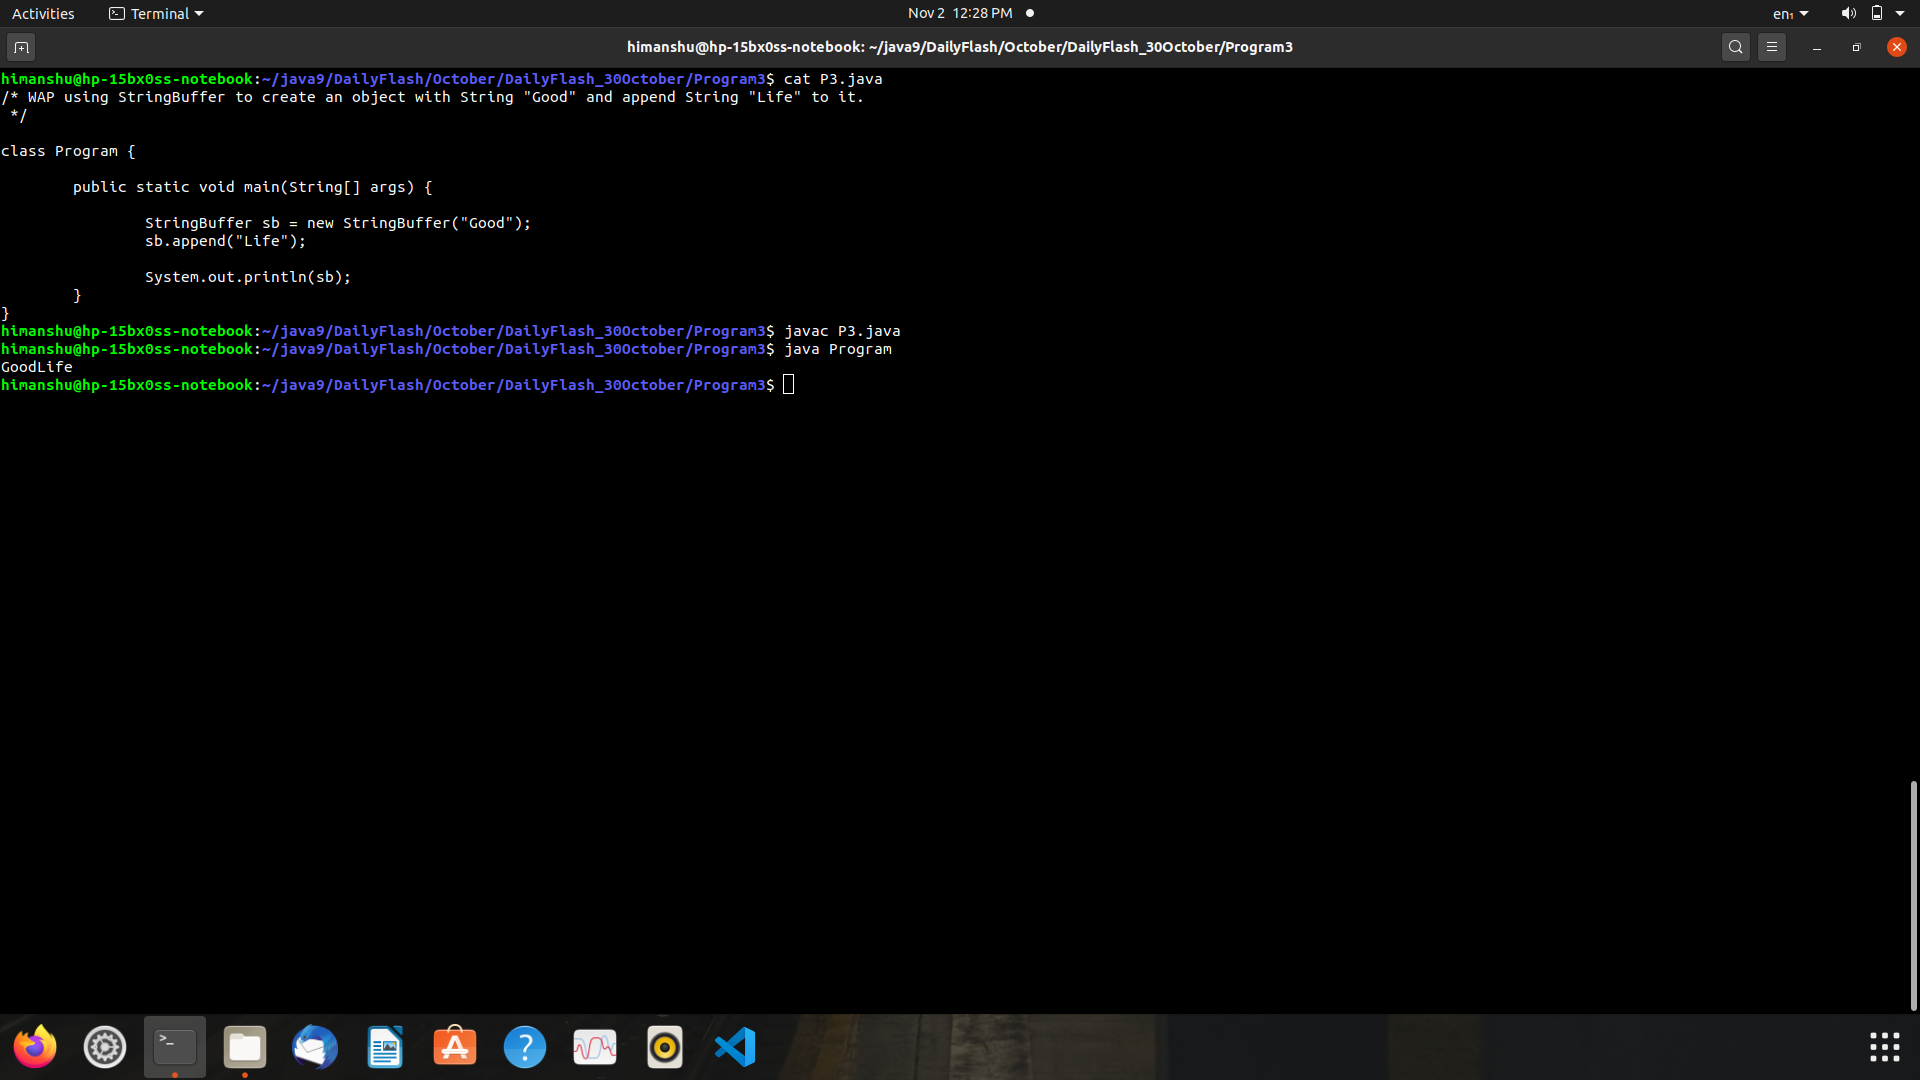 Activities Terminal Nov 2 12:28 PM en₁
himanshu@hp-15bx0ss-notebook: ~/java9/DailyFlash/October/DailyFlash_30October/Program3
himanshu@hp-15bx0ss-notebook:~/java9/DailyFlash/October/DailyFlash_30October/Program3$ cat P3.java
/* WAP using StringBuffer to create an object with String "Good" and append String "Life" to it.
 */
class Program {
        public static void main(String[] args) {
                StringBuffer sb = new StringBuffer("Good");
                sb.append("Life");
                System.out.println(sb);
        }
}
himanshu@hp-15bx0ss-notebook:~/java9/DailyFlash/October/DailyFlash_30October/Program3$ javac P3.java
himanshu@hp-15bx0ss-notebook:~/java9/DailyFlash/October/DailyFlash_30October/Program3$ java Program
GoodLife
himanshu@hp-15bx0ss-notebook:~/java9/DailyFlash/October/DailyFlash_30October/Program3$